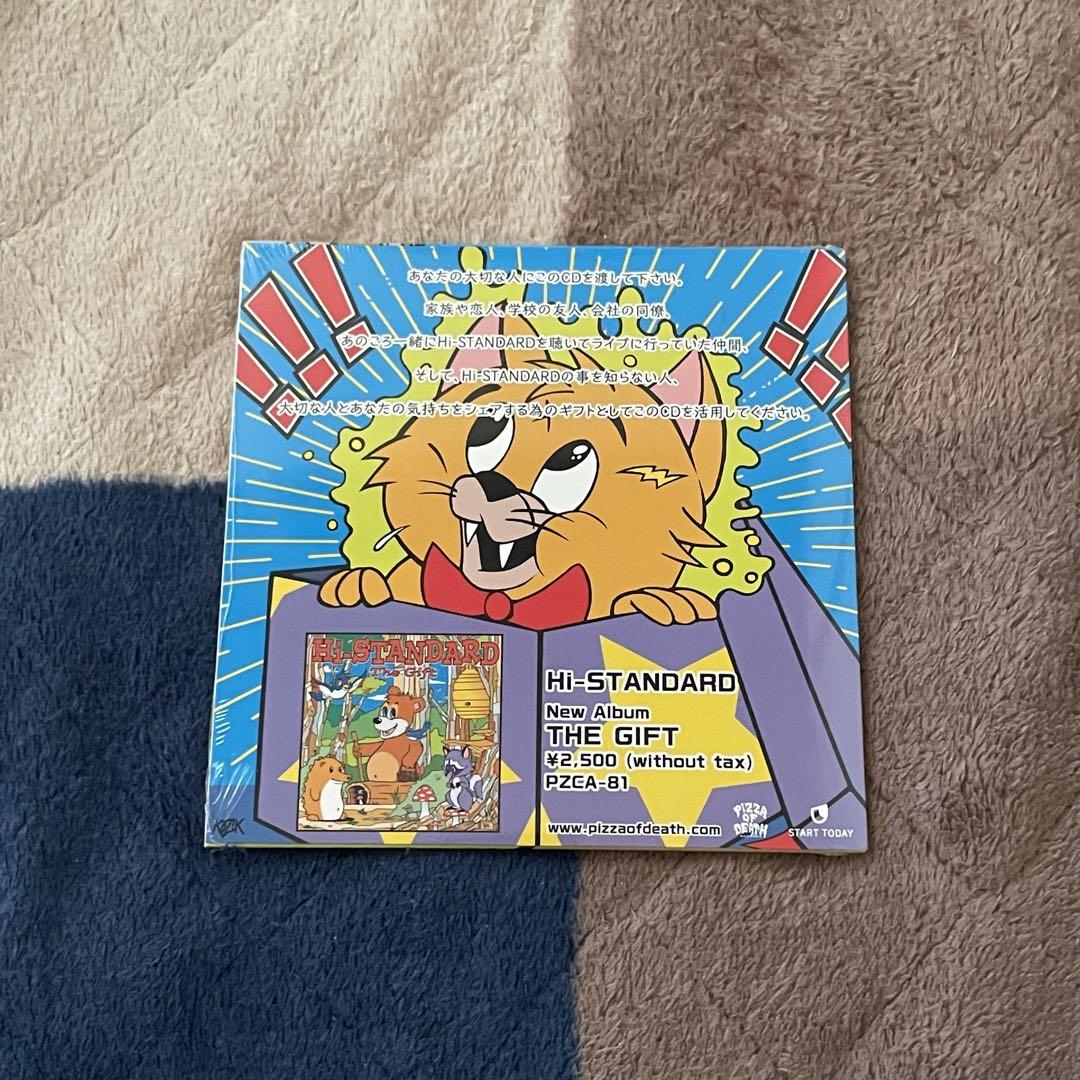 あなたの大切な人にこのCDを渡して下さい。
家族や恋人、学校の友人、会社の同僚、
あのころ一緒にHi-STANDARDを聴いてライブに行っていた仲間、
そして、Hi-STANDARDの事を知らない人、
大切な人とあなたの気持ちをシェアする為のギフトとしてこのCDを活用してください。
!!
!!
Hi-STANDARD
The Gift
Hi-STANDARD
New Album
THE GIFT
¥2,500 (without tax)
PZCA-81
www.pizzaofdeath.com
PIZZA OF DEATH
START TODAY